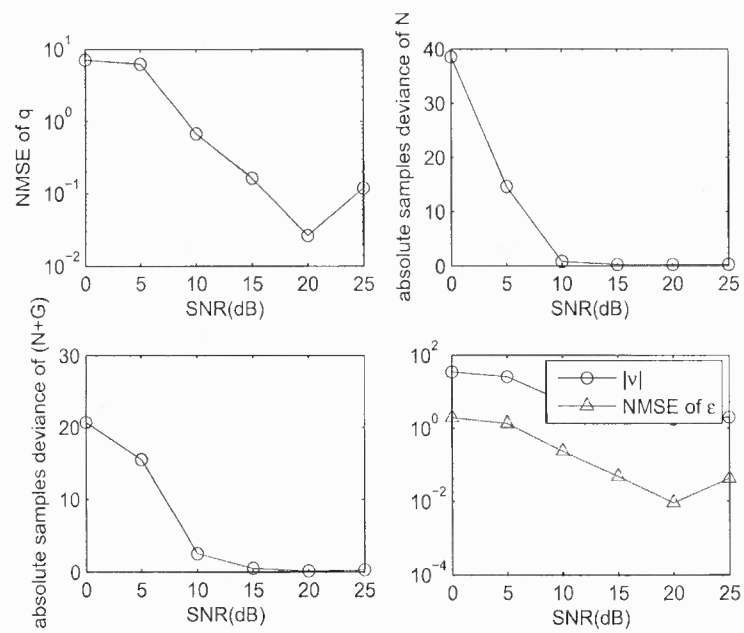 NMSE of q
10^1
10^0
10^-1
10^-2
0 5 10 15 20 25
SNR(dB)
absolute samples deviance of N
40
30
20
10
0
0 5 10 15 20 25
SNR(dB)
absolute samples deviance of (N+G)
30
20
10
0
0 5 10 15 20 25
SNR(dB)
10^2
10^0
10^-2
10^-4
|ν|
NMSE of ε
0 5 10 15 20 25
SNR(dB)